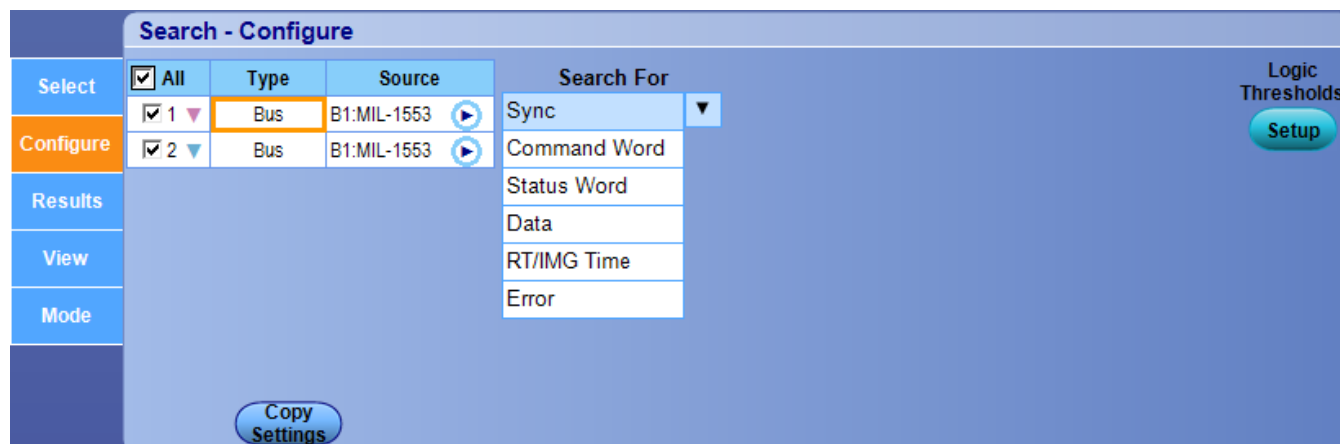 Search - Configure
Select
Configure
Results
View
Mode
All Type Source
1 Bus B1:MIL-1553
2 Bus B1:MIL-1553
Search For
Sync
Command Word
Status Word
Data
RT/IMG Time
Error
Logic
Thresholds
Setup
Copy
Settings